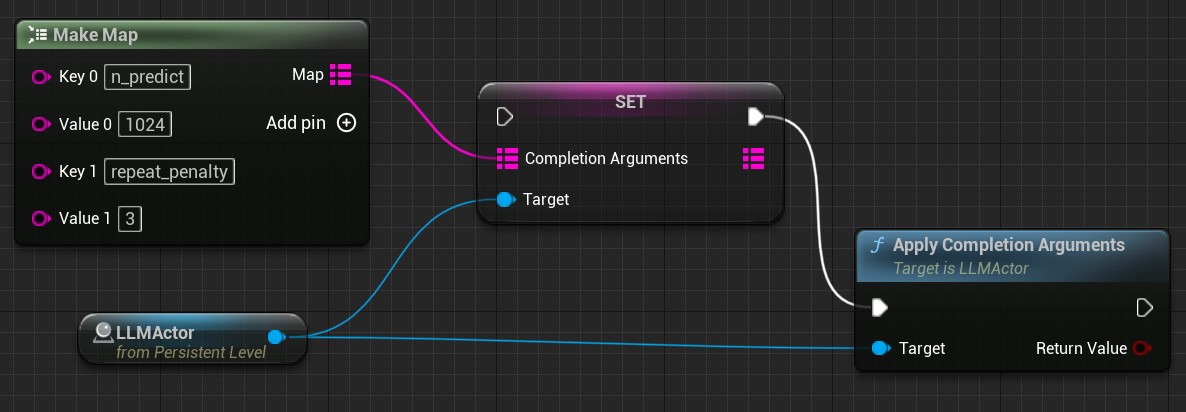 Make Map
Key 0 n_predict
Map
Value 0 1024
Add pin
Key 1 repeat_penalty
Value 1 3
SET
Completion Arguments
Target
LLMActor
from Persistent Level
f Apply Completion Arguments
Target is LLMActor
Target
Return Value